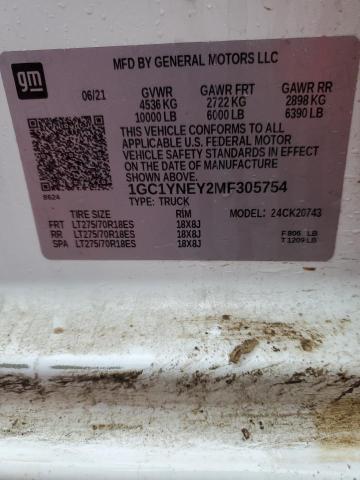 gm
MFD BY GENERAL MOTORS LLC
06/21 GVWR GAWR FRT GAWR RR
4536 KG 2722 KG 2898 KG
10000 LB 6000 LB 6390 LB
THIS VEHICLE CONFORMS TO ALL
APPLICABLE U.S. FEDERAL MOTOR
VEHICLE SAFETY STANDARDS IN EFFECT ON
THE DATE OF MANUFACTURE SHOWN ABOVE.
1GC1YNEY2MF305754
8624 TYPE: TRUCK
TIRE SIZE RIM MODEL: 24CK20743
FRT LT275/70R18ES 18X8J
RR LT275/70R18ES 18X8J F 806 LB
SPA LT275/70R18ES 18X8J T 1209 LB